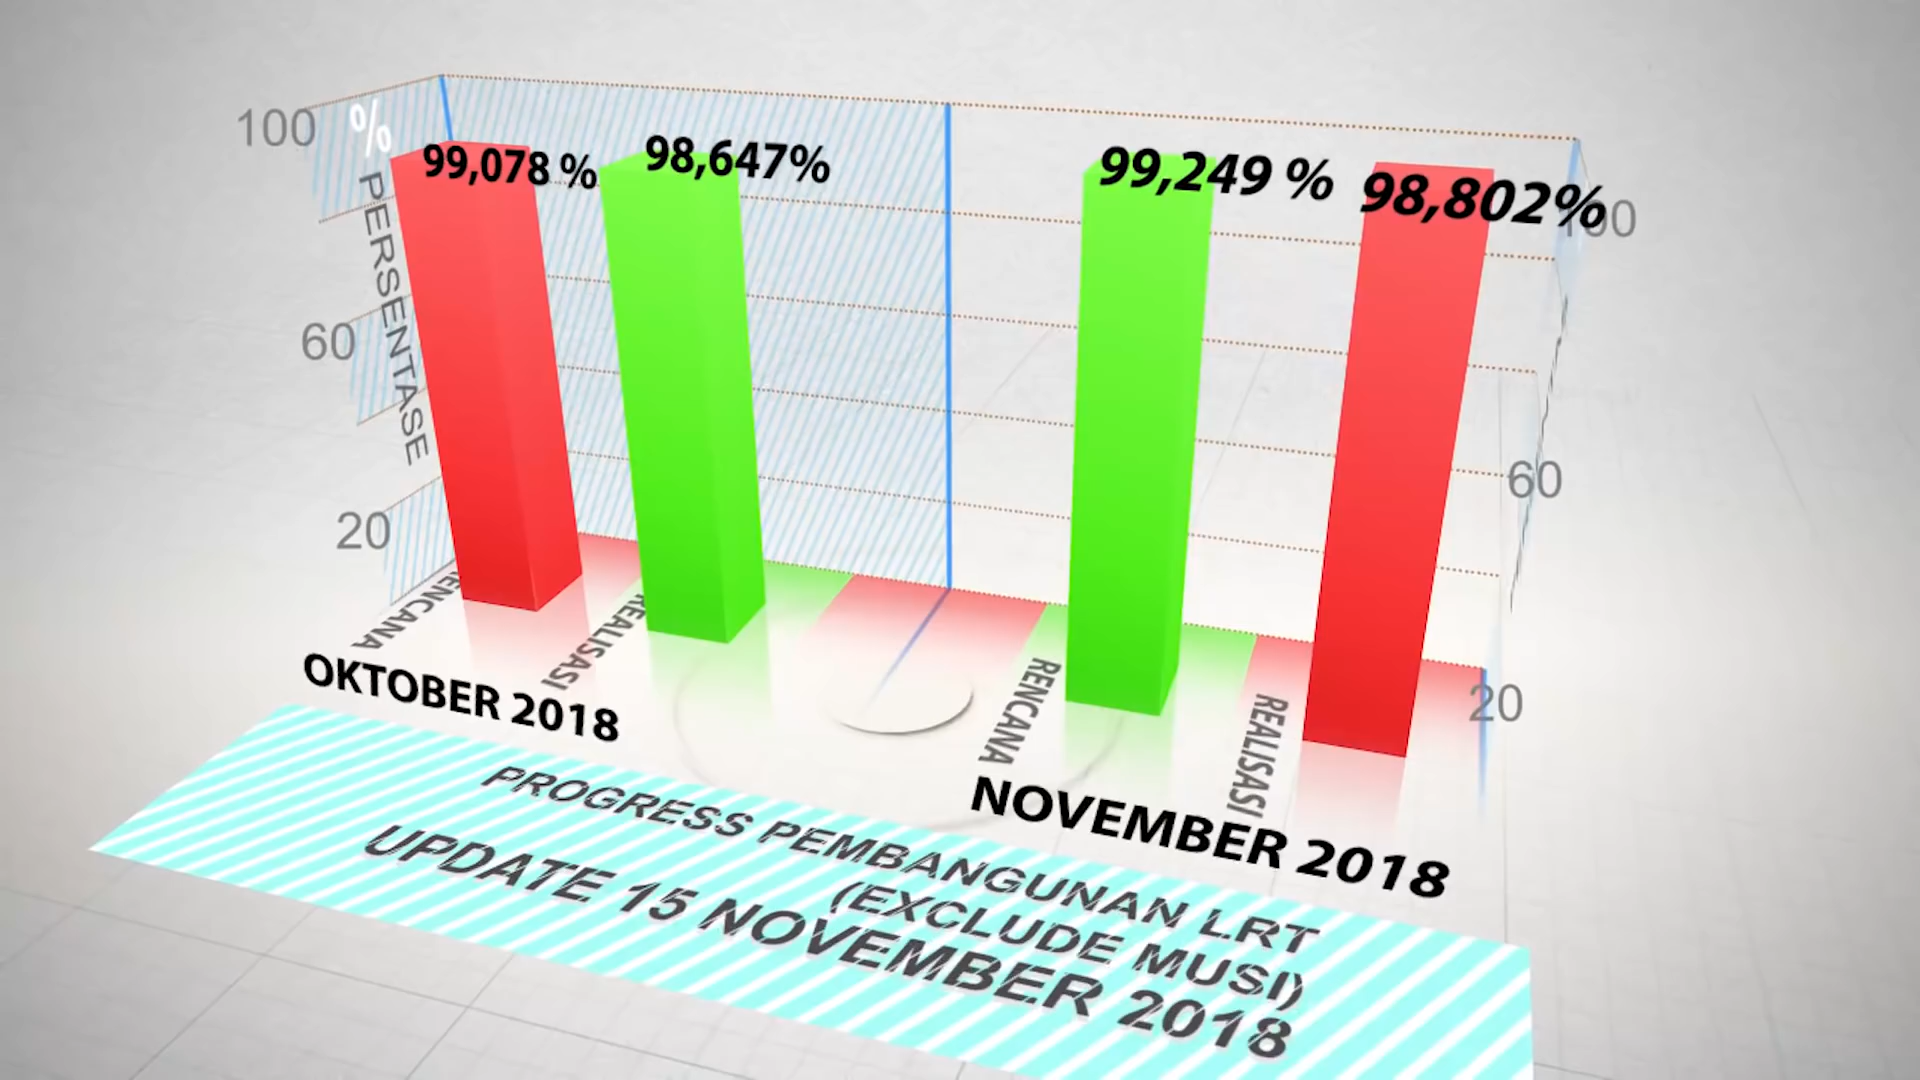 100
%
PERSENTASE
60
20
99,078 %
98,647%
99,249 %
98,802%
100
60
20
RENCANA
REALISASI
RENCANA
REALISASI
OKTOBER 2018
NOVEMBER 2018
PROGRESS PEMBANGUNAN LRT
(EXCLUDE MUSI)
UPDATE 15 NOVEMBER 2018